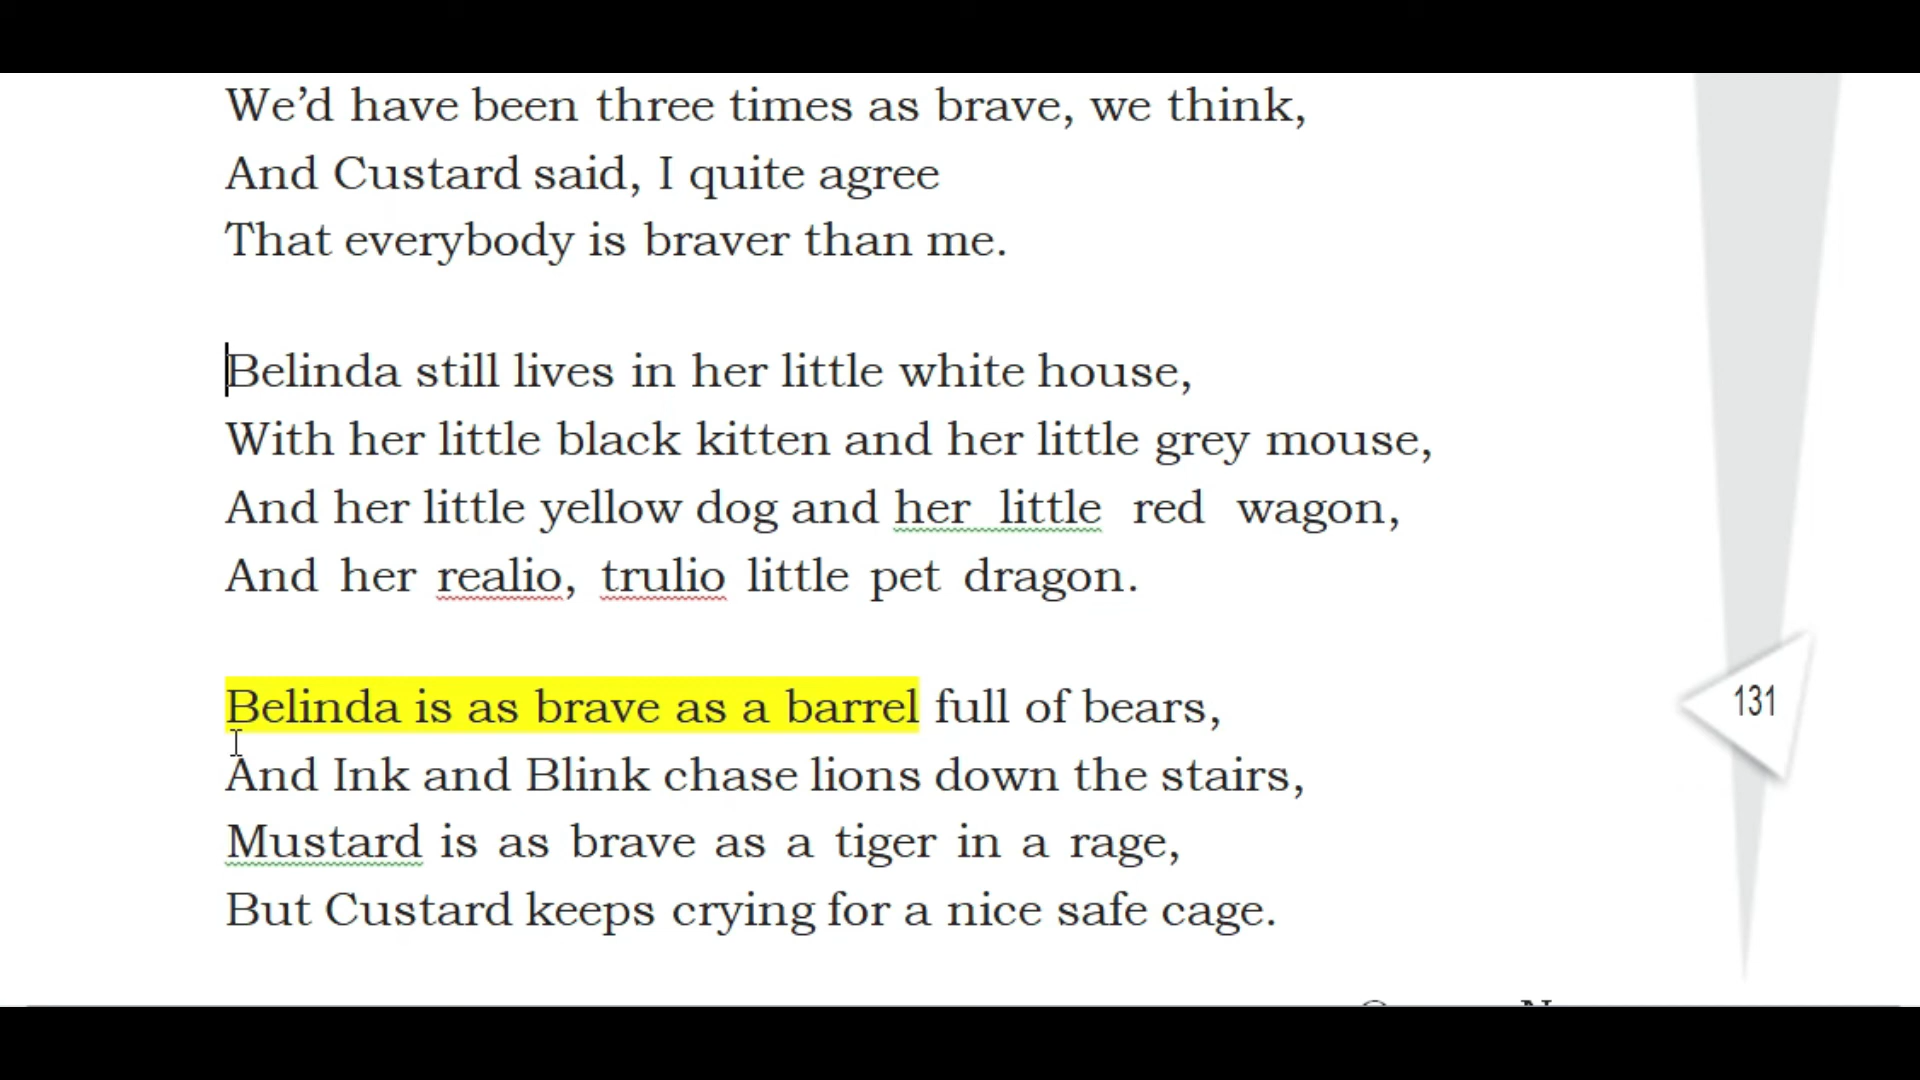 We’d have been three times as brave, we think,
And Custard said, I quite agree
That everybody is braver than me.
Belinda still lives in her little white house,
With her little black kitten and her little grey mouse,
And her little yellow dog and her little red wagon,
And her realio, trulio little pet dragon.
Belinda is as brave as a barrel full of bears,
And Ink and Blink chase lions down the stairs,
Mustard is as brave as a tiger in a rage,
But Custard keeps crying for a nice safe cage.
131